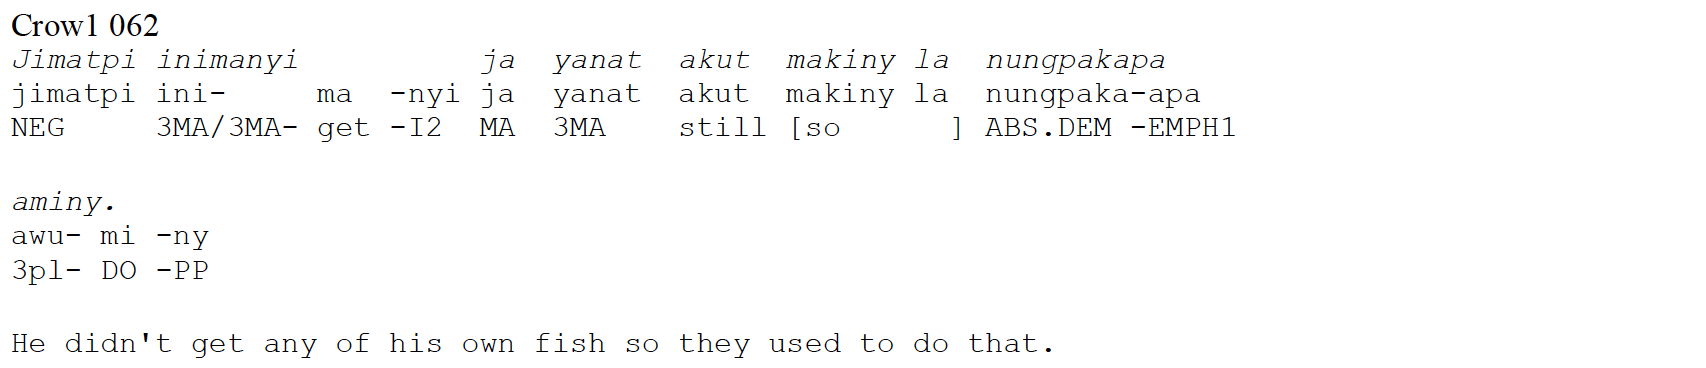 Crow1 062
Jimatpi inimanyi ja yanat akut makiny la nungpakapa
jimatpi ini- ma -nyi ja yanat akut makiny la nungpaka-apa
NEG 3MA/3MA- get -I2 MA 3MA still [so ] ABS.DEM -EMPH1
aminy.
awu- mi -ny
3pl- DO -PP
He didn't get any of his own fish so they used to do that.